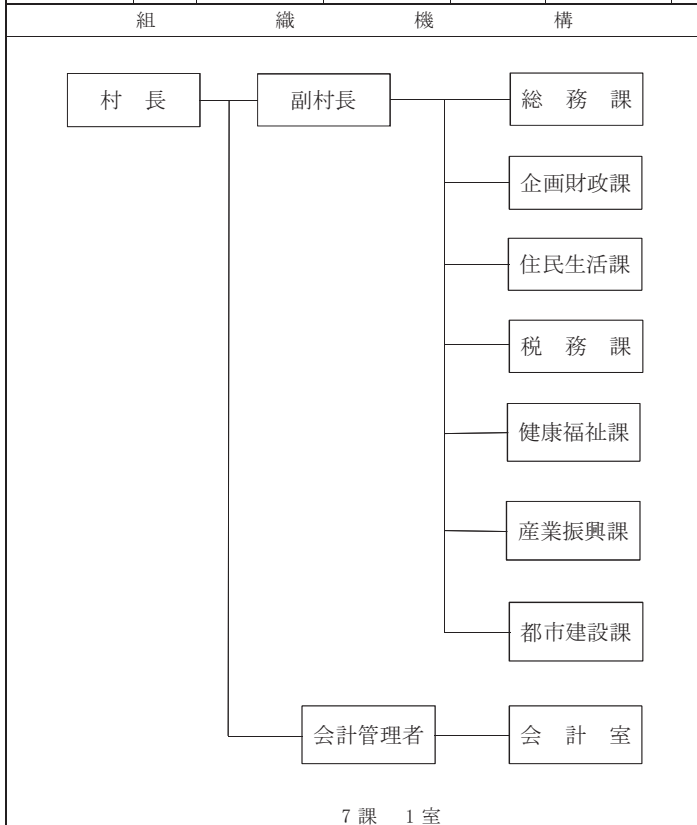 組織機構
村長 副村長 総務課
企画財政課
住民生活課
税務課
健康福祉課
産業振興課
都市建設課
会計管理者 会計室
7課 1室